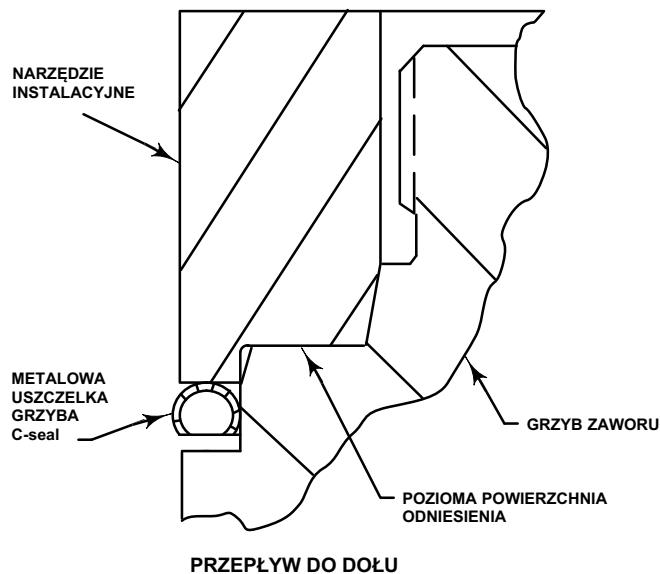 NARZĘDZIE
INSTALACYJNE
METALOWA
USZCZELKA
GRZYBA
C-seal
GRZYB ZAWORU
POZIOMA POWIERZCHNIA
ODNIESIENIA
PRZEPŁYW DO DOŁU